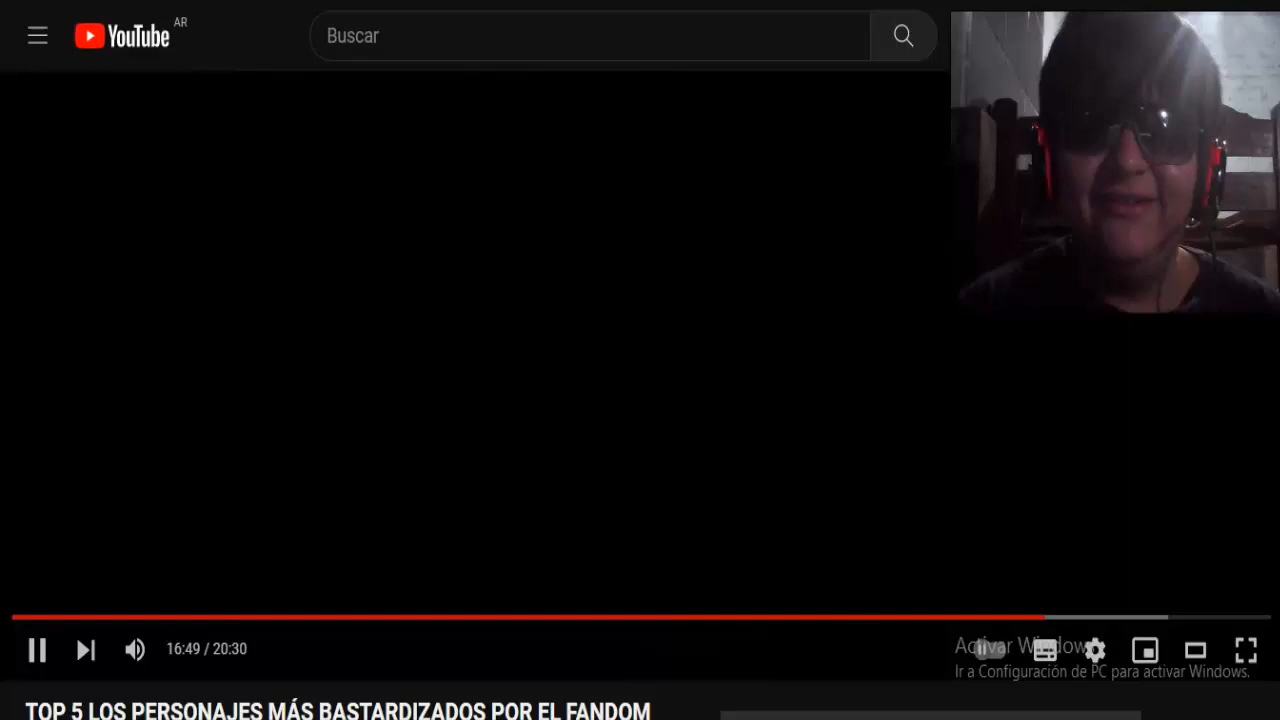 YouTube AR
Buscar
16:49 / 20:30
Activar Windows
Ir a Configuración de PC para activar Windows.
TOP 5 LOS PERSONAJES MÁS BASTARDIZADOS POR EL FANDOM